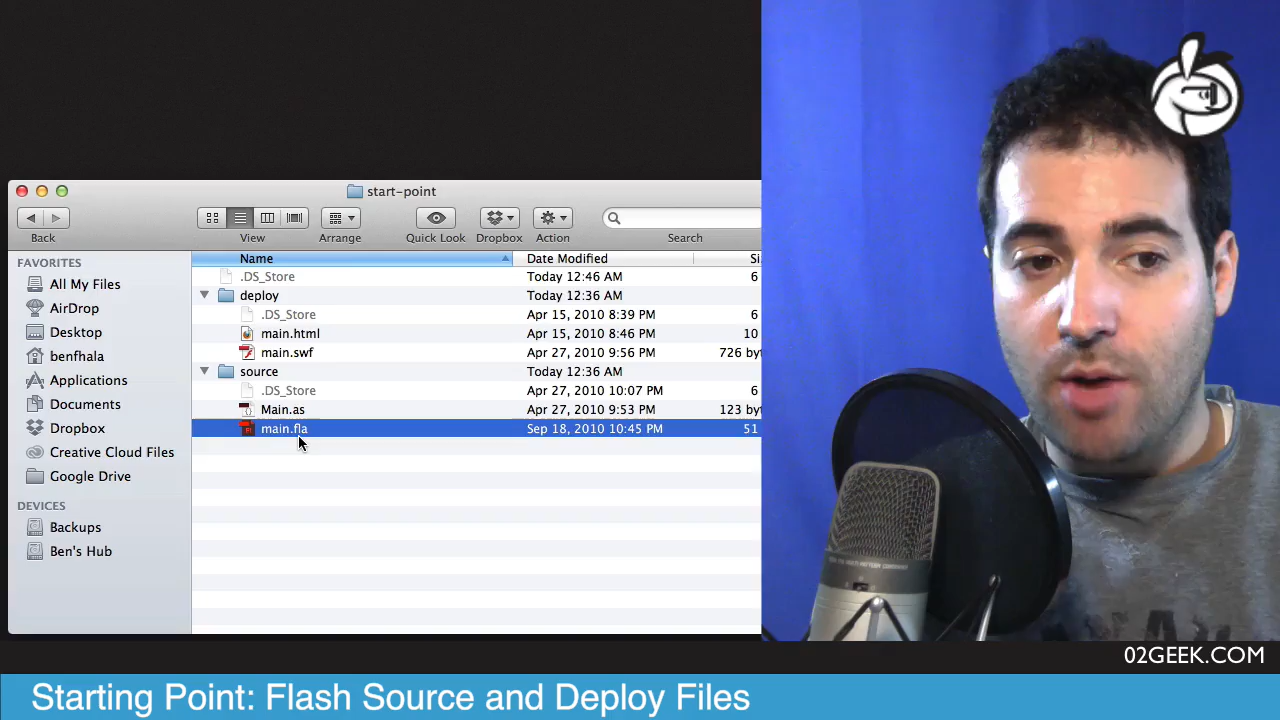 start-point
Back
View
Arrange
Quick Look
Dropbox
Action
Search
FAVORITES
All My Files
AirDrop
Desktop
benfhala
Applications
Documents
Dropbox
Creative Cloud Files
Google Drive
DEVICES
Backups
Ben's Hub
Name Date Modified Si
.DS_Store Today 12:46 AM 6
deploy Today 12:36 AM
.DS_Store Apr 15, 2010 8:39 PM 6
main.html Apr 15, 2010 8:46 PM 10
main.swf Apr 27, 2010 9:56 PM 726 byt
source Today 12:36 AM
.DS_Store Apr 27, 2010 10:07 PM 6
Main.as Apr 27, 2010 9:53 PM 123 byt
main.fla Sep 18, 2010 10:45 PM 51
02GEEK.COM
Starting Point: Flash Source and Deploy Files